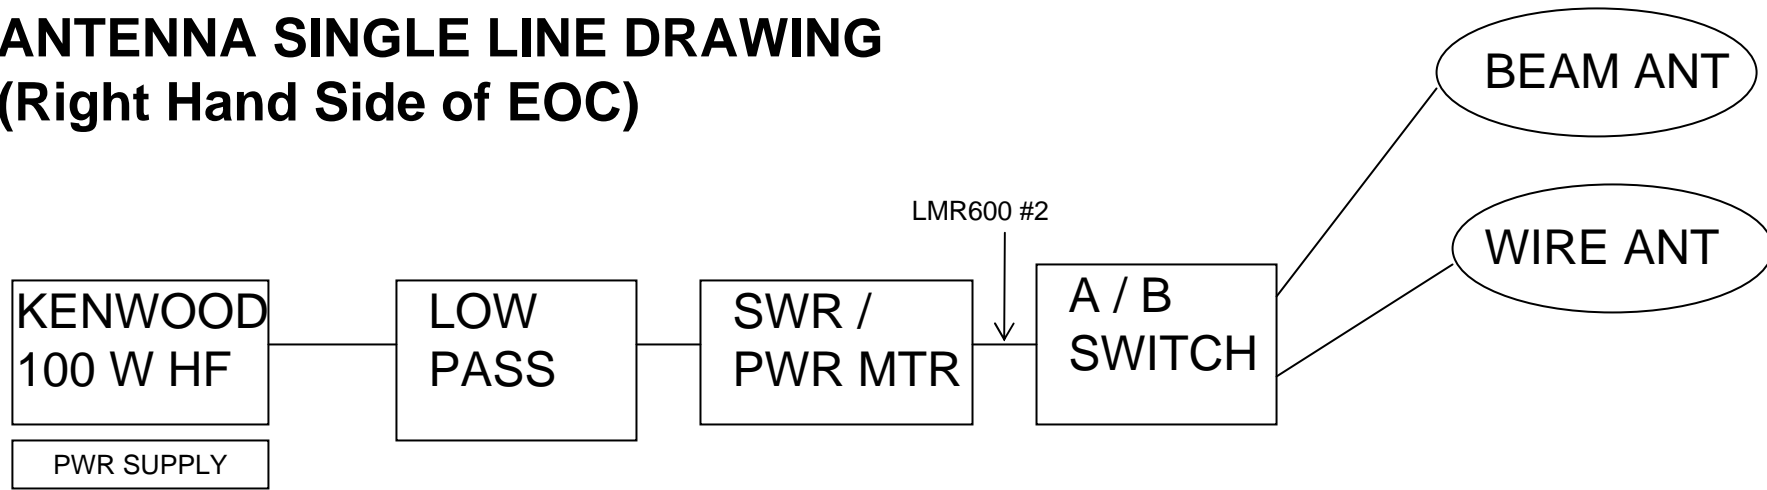 ANTENNA SINGLE LINE DRAWING
(Right Hand Side of EOC)
BEAM ANT
WIRE ANT
LMR600 #2
KENWOOD
100 W HF
LOW
PASS
SWR /
PWR MTR
A / B
SWITCH
PWR SUPPLY